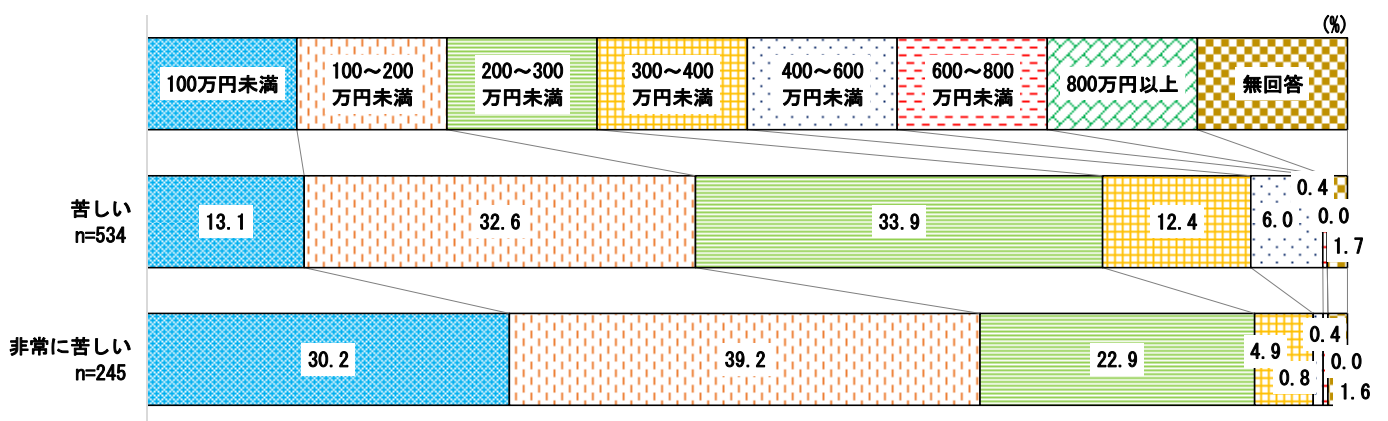 (%)
100万円未満
100～200
万円未満
200～300
万円未満
300～400
万円未満
400～600
万円未満
600～800
万円未満
800万円以上
無回答
苦しい
n=534
13.1
32.6
33.9
12.4
6.0
0.4
0.0
1.7
非常に苦しい
n=245
30.2
39.2
22.9
4.9
0.8
0.4
0.0
1.6